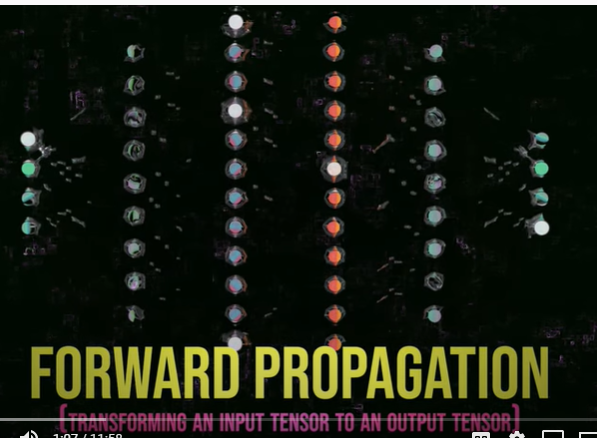 FORWARD PROPAGATION
(TRANSFORMING AN INPUT TENSOR TO AN OUTPUT TENSOR)
1:07 / 11:58